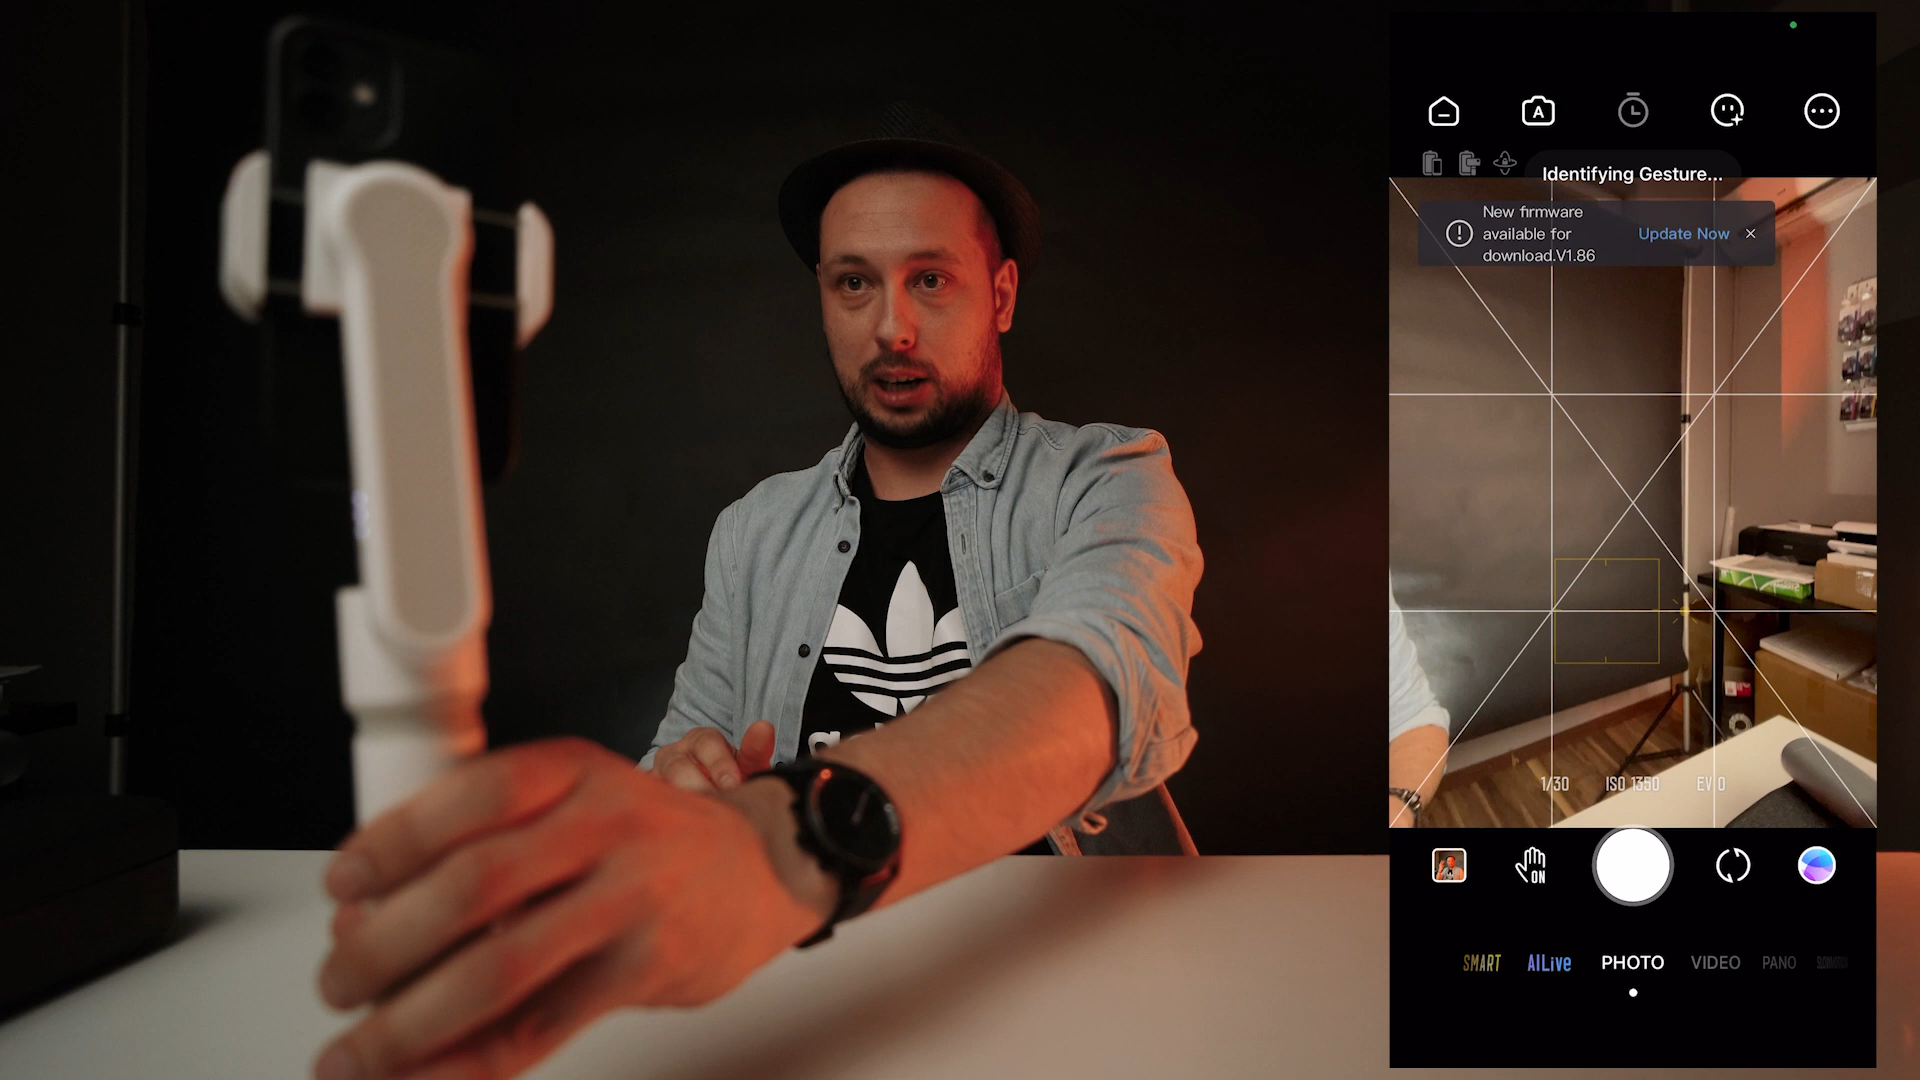 A
Identifying Gesture...
New firmware
available for
download.V1.86
Update Now
1/30 ISO 1350 EV 0
ON
SMART AILive PHOTO VIDEO PANO